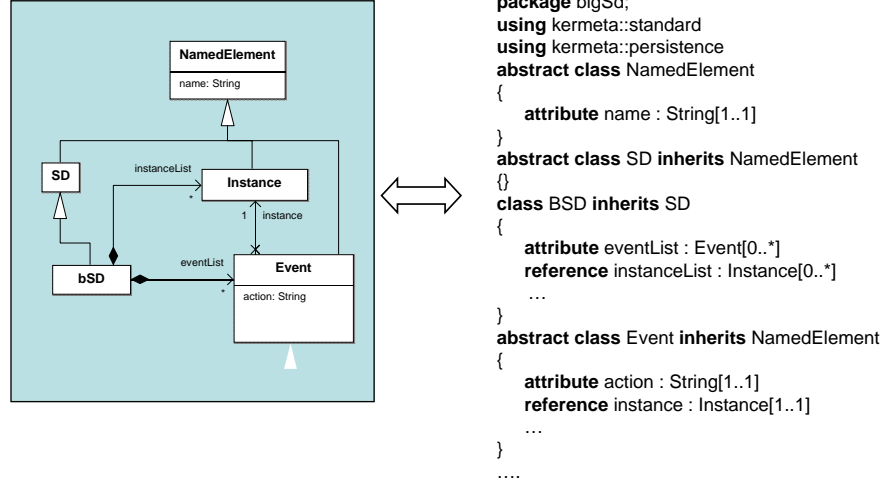 NamedElement
name: String
SD
instanceList
*
Instance
1
instance
bSD
eventList
*
Event
action: String
package bigSd;
using kermeta::standard
using kermeta::persistence
abstract class NamedElement
{
attribute name : String[1..1]
}
abstract class SD inherits NamedElement
{}
class BSD inherits SD
{
attribute eventList : Event[0..*]
reference instanceList : Instance[0..*]
…
}
abstract class Event inherits NamedElement
{
attribute action : String[1..1]
reference instance : Instance[1..1]
…
}
….